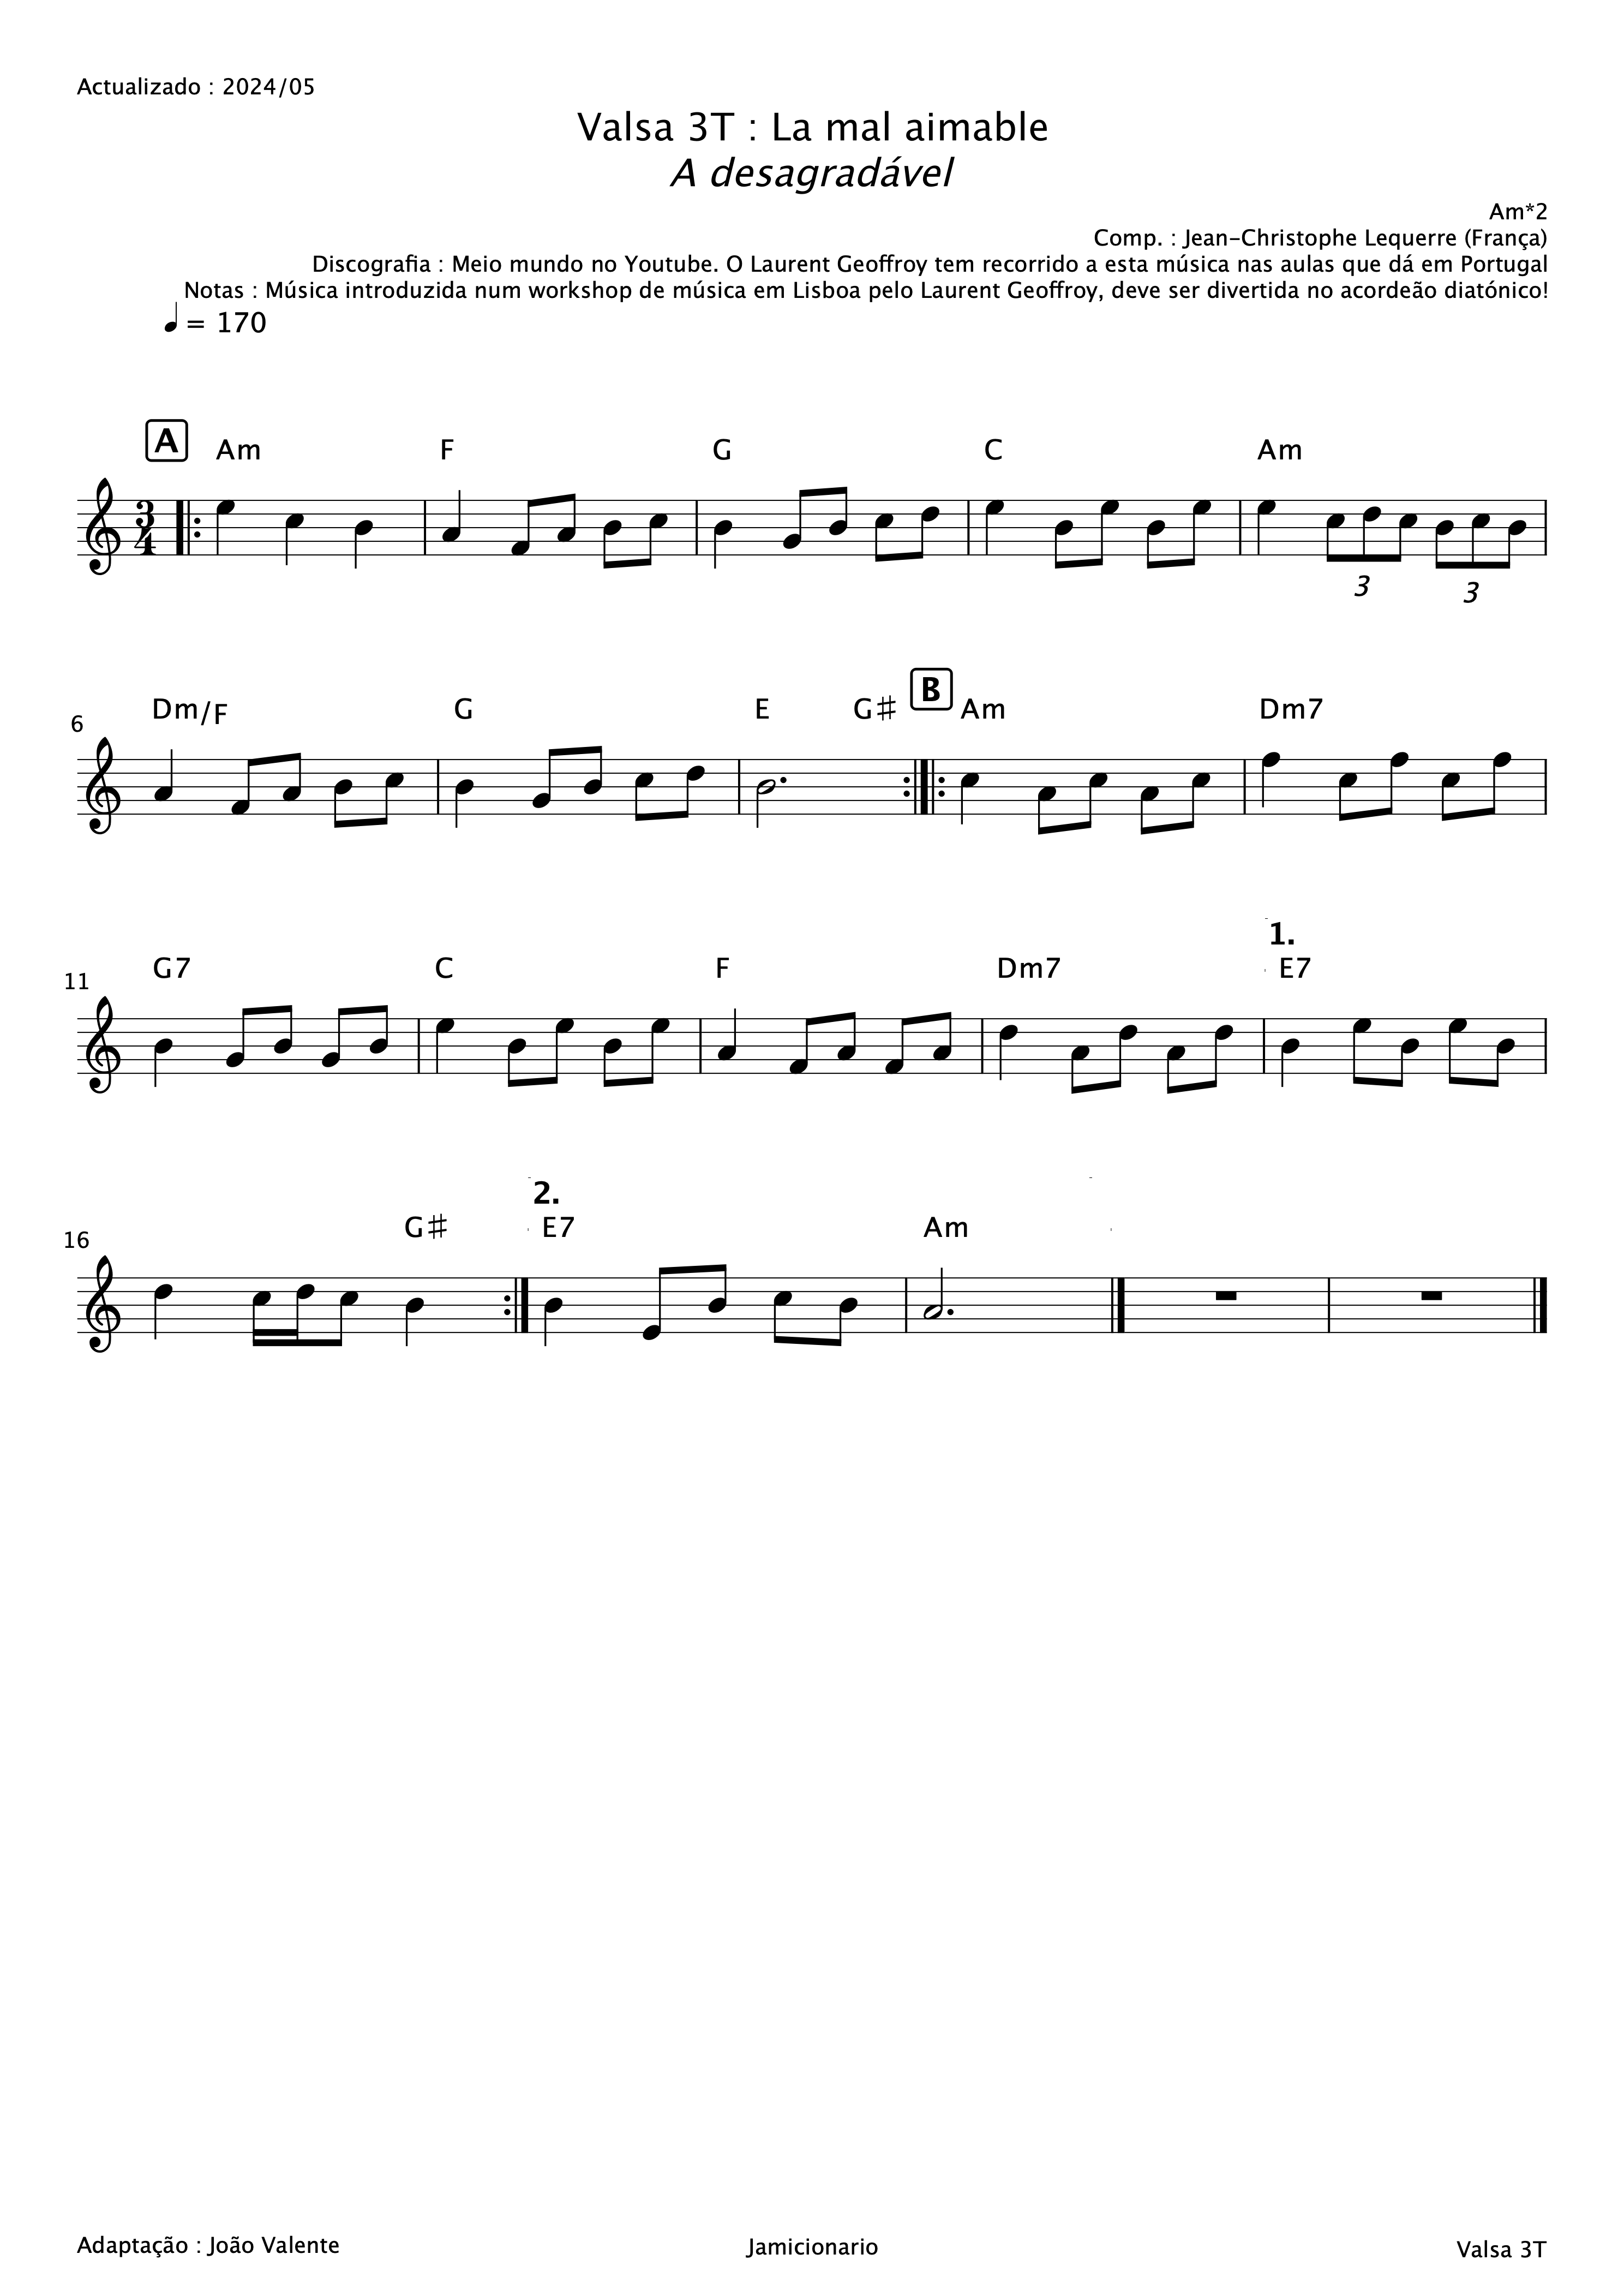 Actualizado : 2024/05
Valsa 3T : La mal aimable
A desagradável
Am*2
Comp. : Jean-Christophe Lequerre (França)
Discografia : Meio mundo no Youtube. O Laurent Geoffroy tem recorrido a esta música nas aulas que dá em Portugal
Notas : Música introduzida num workshop de música em Lisboa pelo Laurent Geoffroy, deve ser divertida no acordeão diatónico!
= 170
A Am F G C Am
3 4
3 3
6 Dm/F G E G♯ B Am Dm7
1.
11 G7 C F Dm7 E7
2.
16 G♯ E7 Am
Adaptação : João Valente Jamicionario Valsa 3T